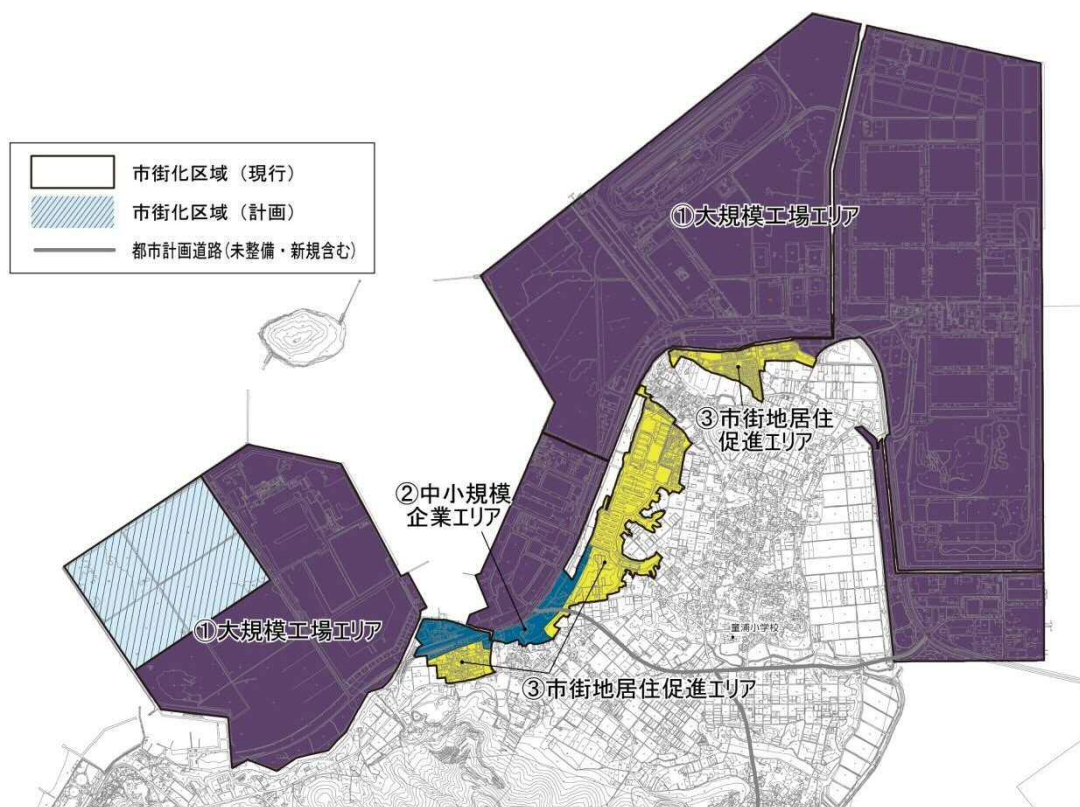 市街化区域（現行）
市街化区域（計画）
都市計画道路(未整備・新規含む)
①大規模工場エリア
③市街地居住
促進エリア
②中小規模
企業エリア
①大規模工場エリア
童浦小学校
③市街地居住促進エリア